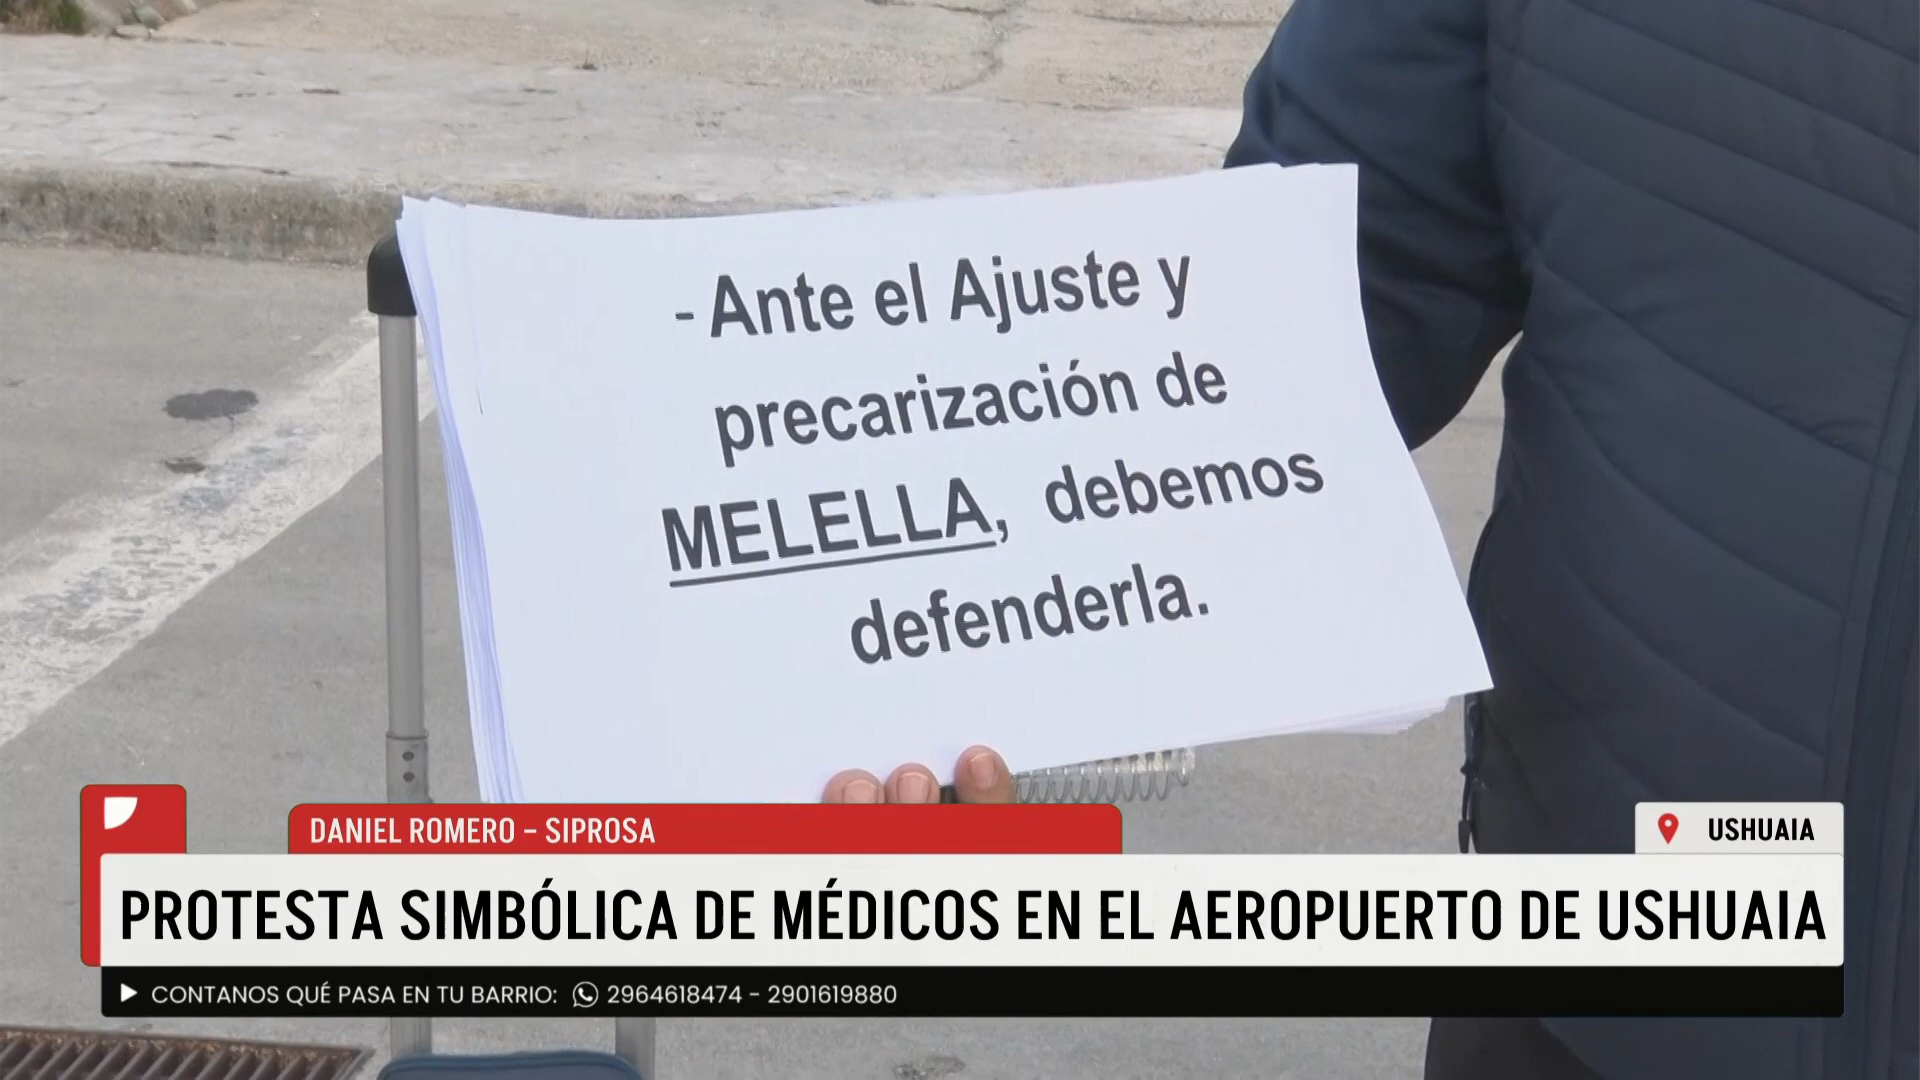 - Ante el Ajuste y
precarización de
MELELLA, debemos
defenderla.
DANIEL ROMERO – SIPROSA
USHUAIA
PROTESTA SIMBÓLICA DE MÉDICOS EN EL AEROPUERTO DE USHUAIA
CONTANOS QUÉ PASA EN TU BARRIO: 2964618474 - 2901619880